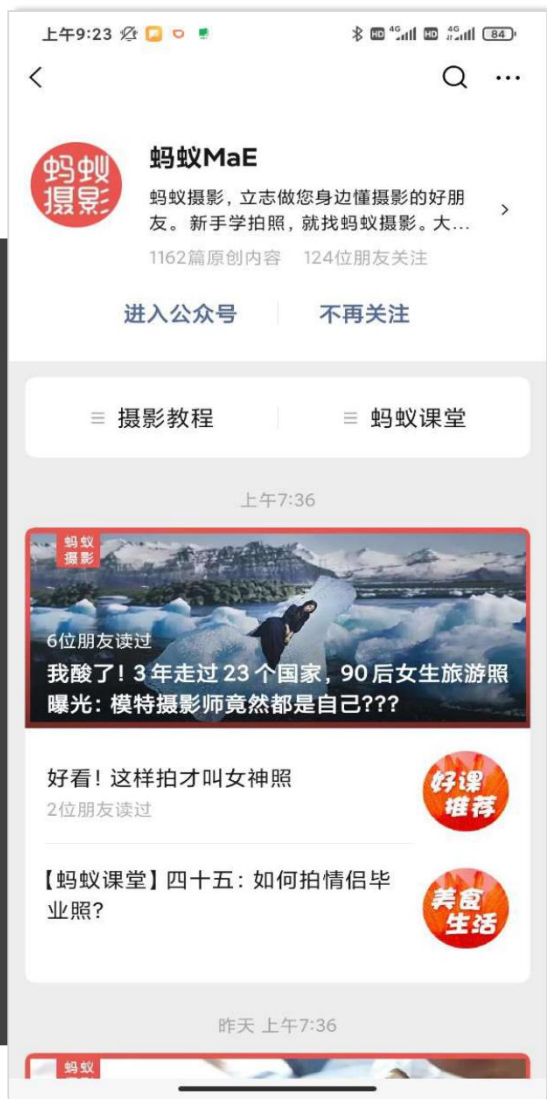 上午9:23
HD 4G HD 4G 84
蚂蚁
摄影
蚂蚁MaE
蚂蚁摄影，立志做您身边懂摄影的好朋
友。新手学拍照，就找蚂蚁摄影。大...
1162篇原创内容 124位朋友关注
进入公众号 不再关注
摄影教程 蚂蚁课堂
上午7:36
蚂蚁
摄影
6位朋友读过
我酸了！3年走过23个国家，90后女生旅游照
曝光：模特摄影师竟然都是自己???
好看！这样拍才叫女神照
2位朋友读过
好课
推荐
【蚂蚁课堂】四十五：如何拍情侣毕
业照？
美食
生活
昨天 上午7:36
蚂蚁